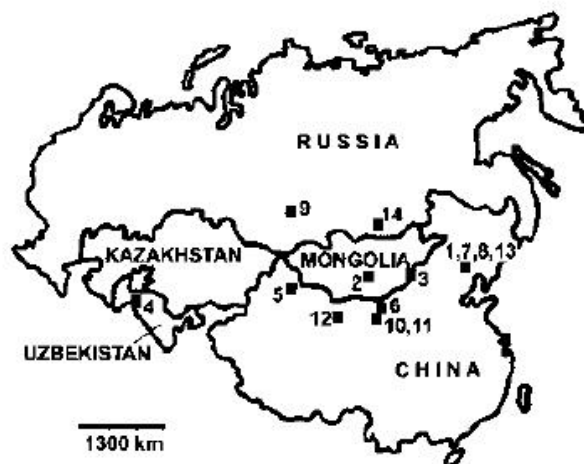 RUSSIA
9
14
KAZAKHSTAN
MONGOLIA
1,7,8,13
2
3
4
5
6
12
10,11
UZBEKISTAN
CHINA
1300 km